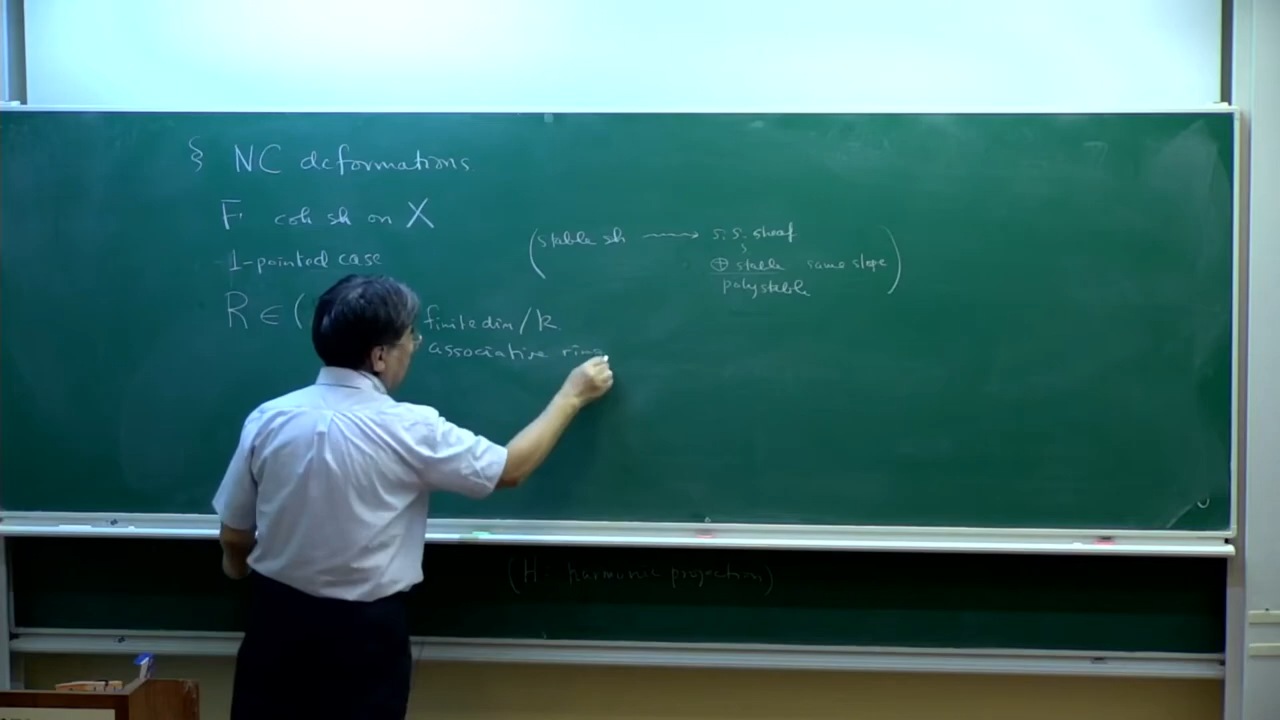 § NC deformations
F: coh sh on X
1-pointed case
(stable sh ⟶ s.s. sheaf
⊕ stable same slope)
polystable
R ∈ ( finite dim / k.
associative ring
(H: harmonic projection)